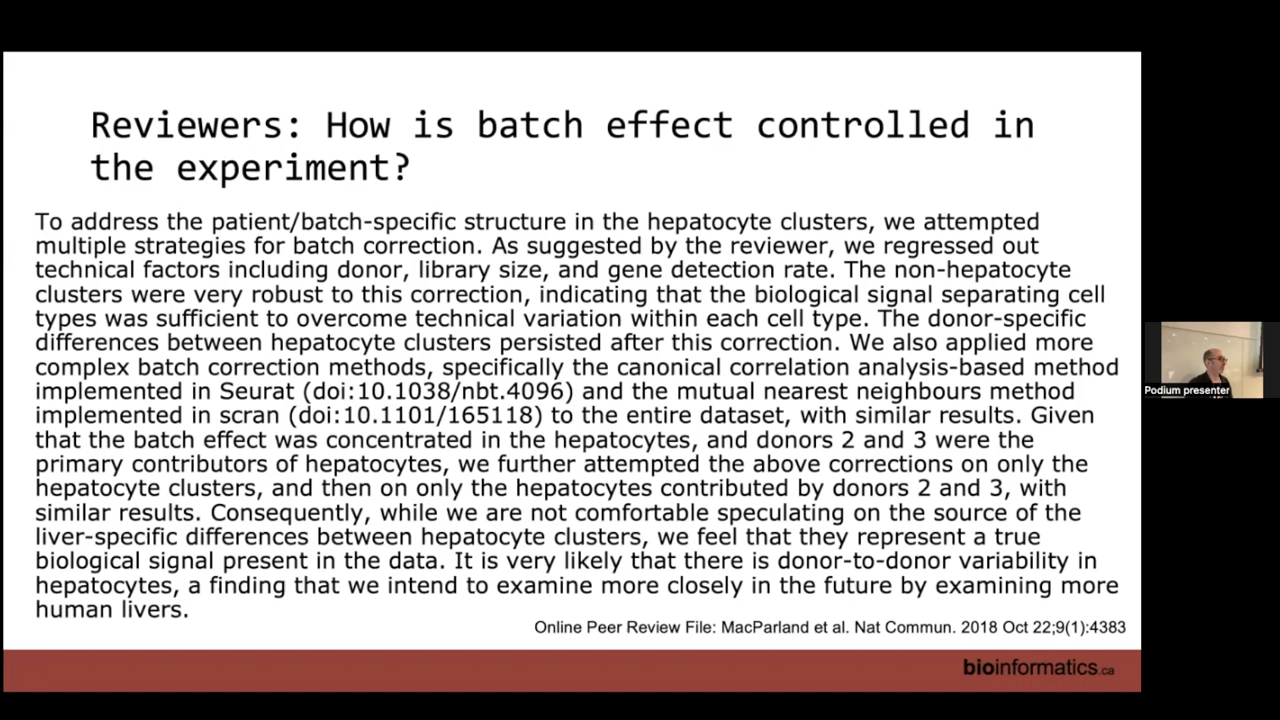 Reviewers: How is batch effect controlled in
the experiment?
To address the patient/batch-specific structure in the hepatocyte clusters, we attempted
multiple strategies for batch correction. As suggested by the reviewer, we regressed out
technical factors including donor, library size, and gene detection rate. The non-hepatocyte
clusters were very robust to this correction, indicating that the biological signal separating cell
types was sufficient to overcome technical variation within each cell type. The donor-specific
differences between hepatocyte clusters persisted after this correction. We also applied more
complex batch correction methods, specifically the canonical correlation analysis-based method
implemented in Seurat (doi:10.1038/nbt.4096) and the mutual nearest neighbours method
implemented in scran (doi:10.1101/165118) to the entire dataset, with similar results. Given
that the batch effect was concentrated in the hepatocytes, and donors 2 and 3 were the
primary contributors of hepatocytes, we further attempted the above corrections on only the
hepatocyte clusters, and then on only the hepatocytes contributed by donors 2 and 3, with
similar results. Consequently, while we are not comfortable speculating on the source of the
liver-specific differences between hepatocyte clusters, we feel that they represent a true
biological signal present in the data. It is very likely that there is donor-to-donor variability in
hepatocytes, a finding that we intend to examine more closely in the future by examining more
human livers.
Online Peer Review File: MacParland et al. Nat Commun. 2018 Oct 22;9(1):4383
bioinformatics.ca
Podium presenter